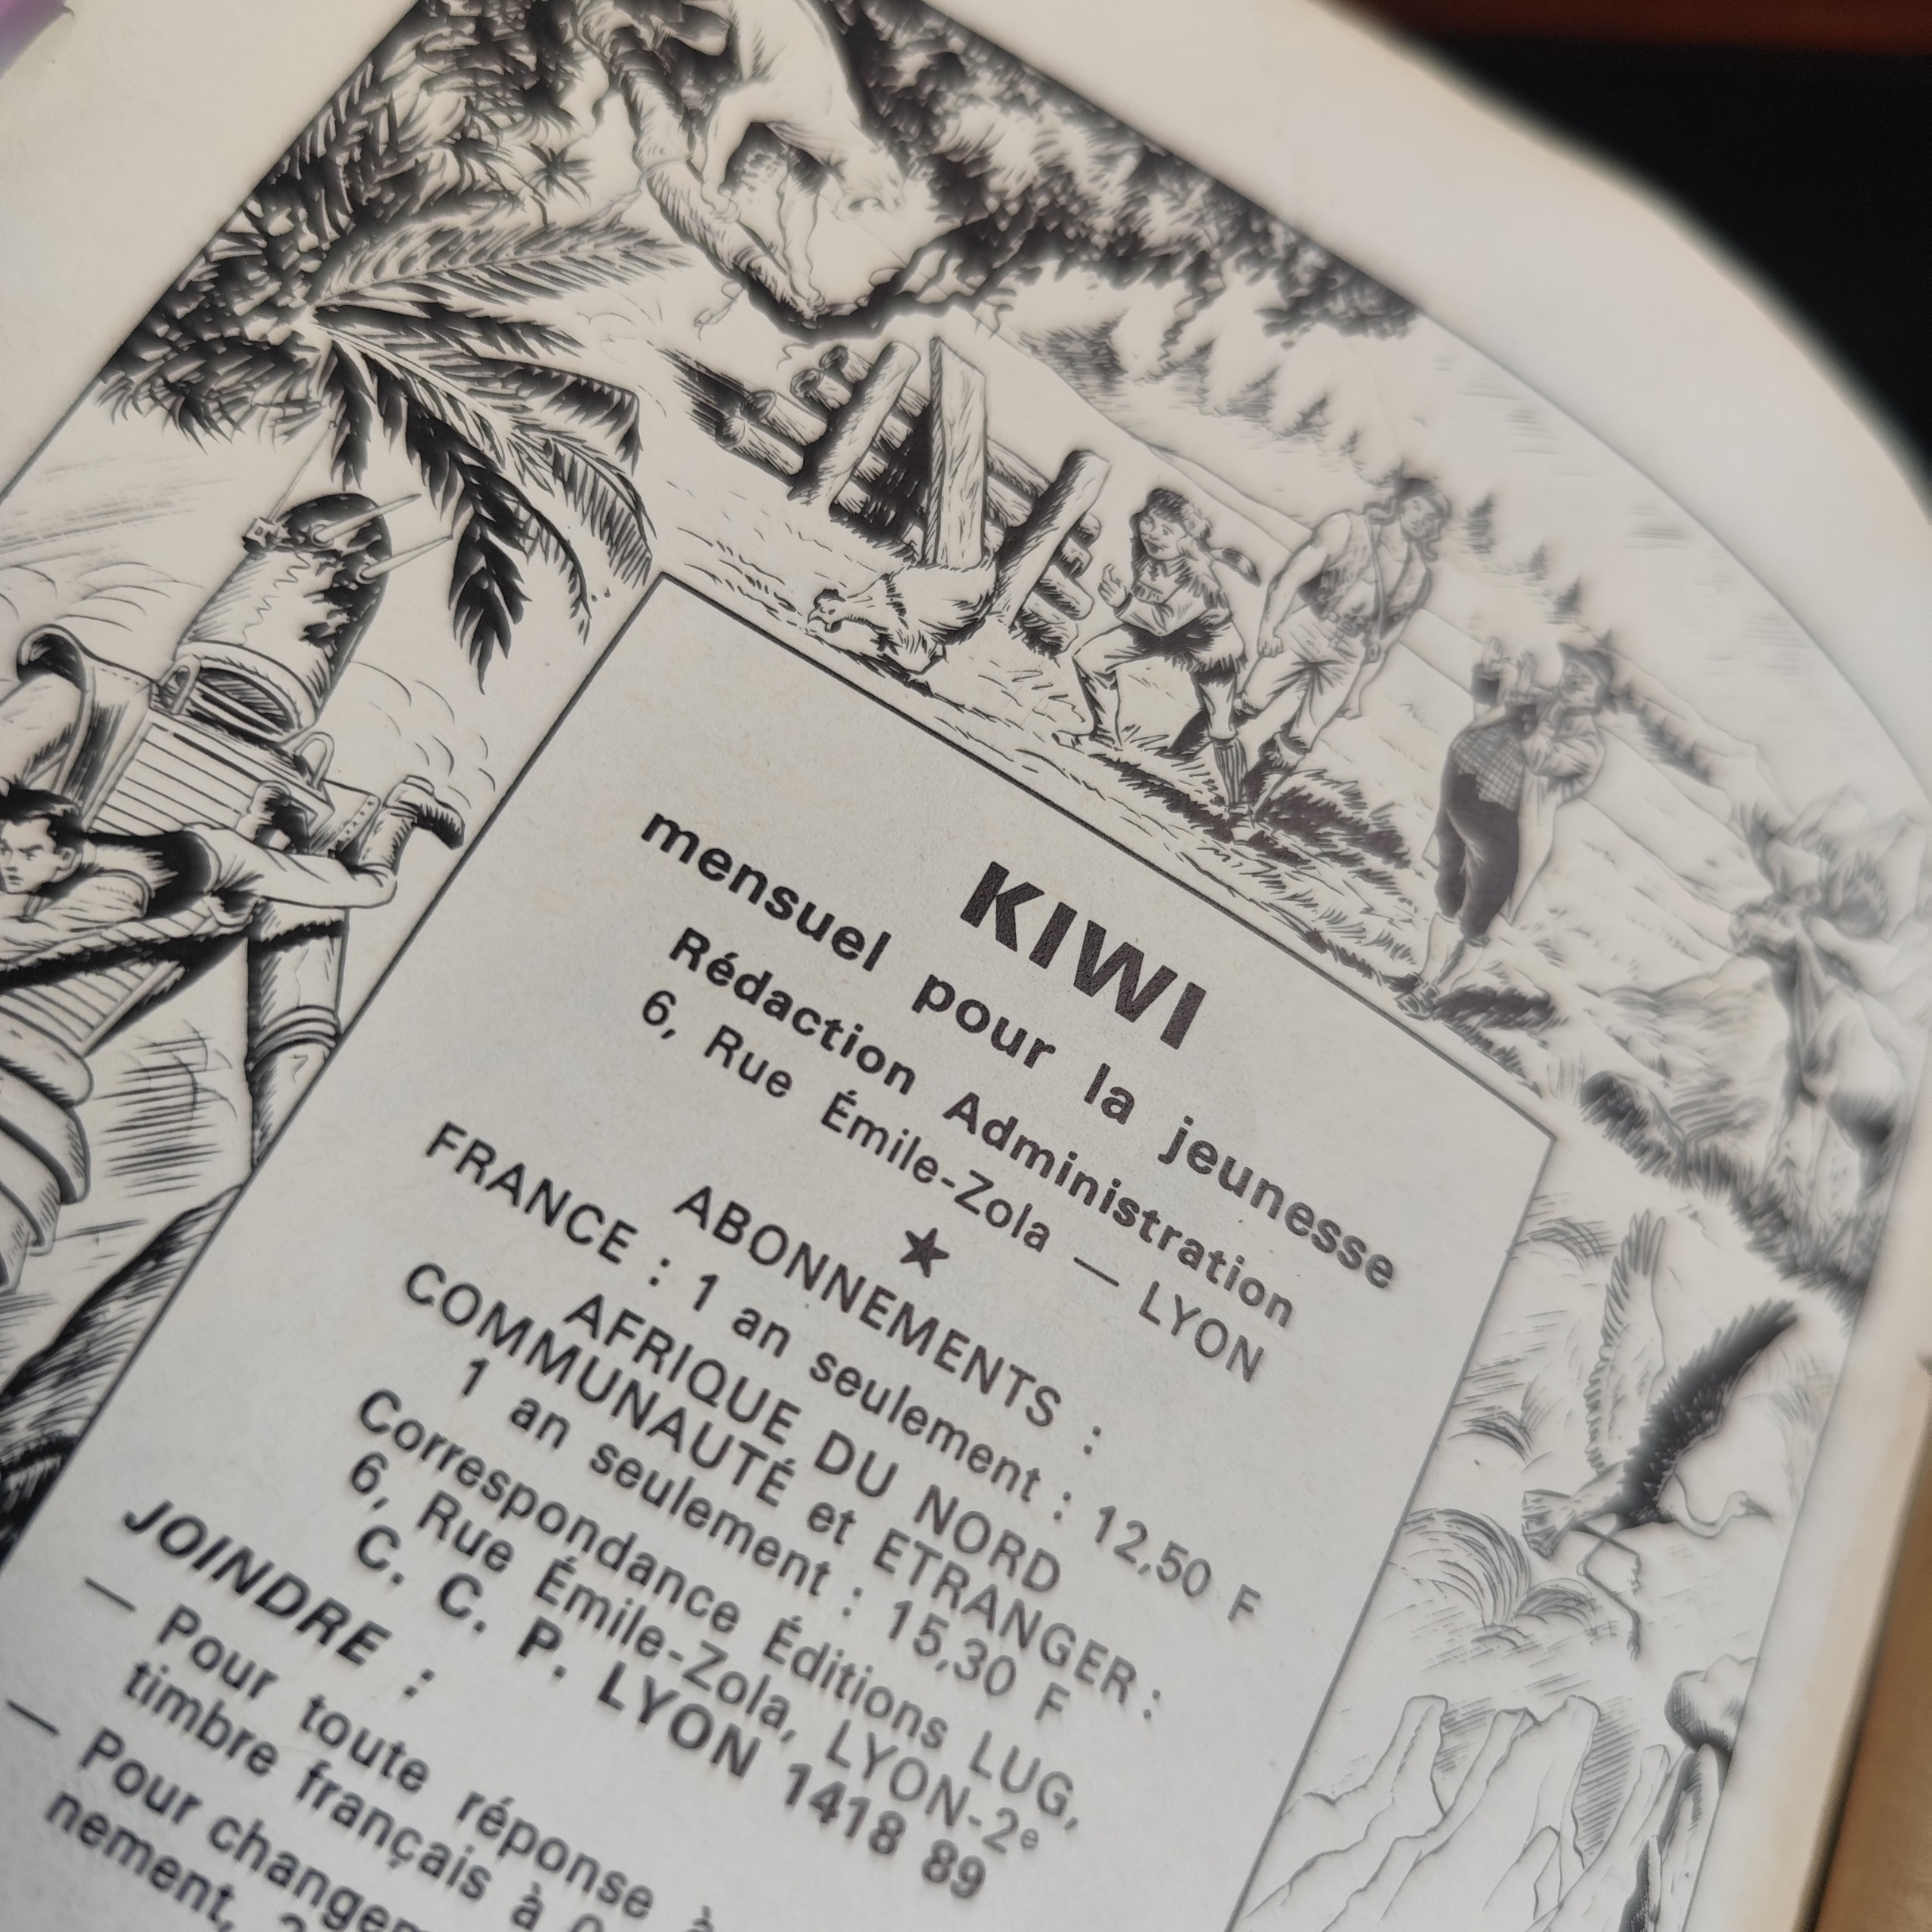 KIWI
mensuel pour la jeunesse
Rédaction Administration
6, Rue Émile-Zola — LYON
★
ABONNEMENTS :
FRANCE : 1 an seulement : 12,50 F
AFRIQUE DU NORD
COMMUNAUTÉ et ETRANGER :
1 an seulement : 15,30 F
Correspondance Éditions LUG,
6, Rue Émile-Zola, LYON-2e
C. C. P. LYON 1418 89
JOINDRE :
— Pour toute réponse
timbre français à
— Pour
nement,